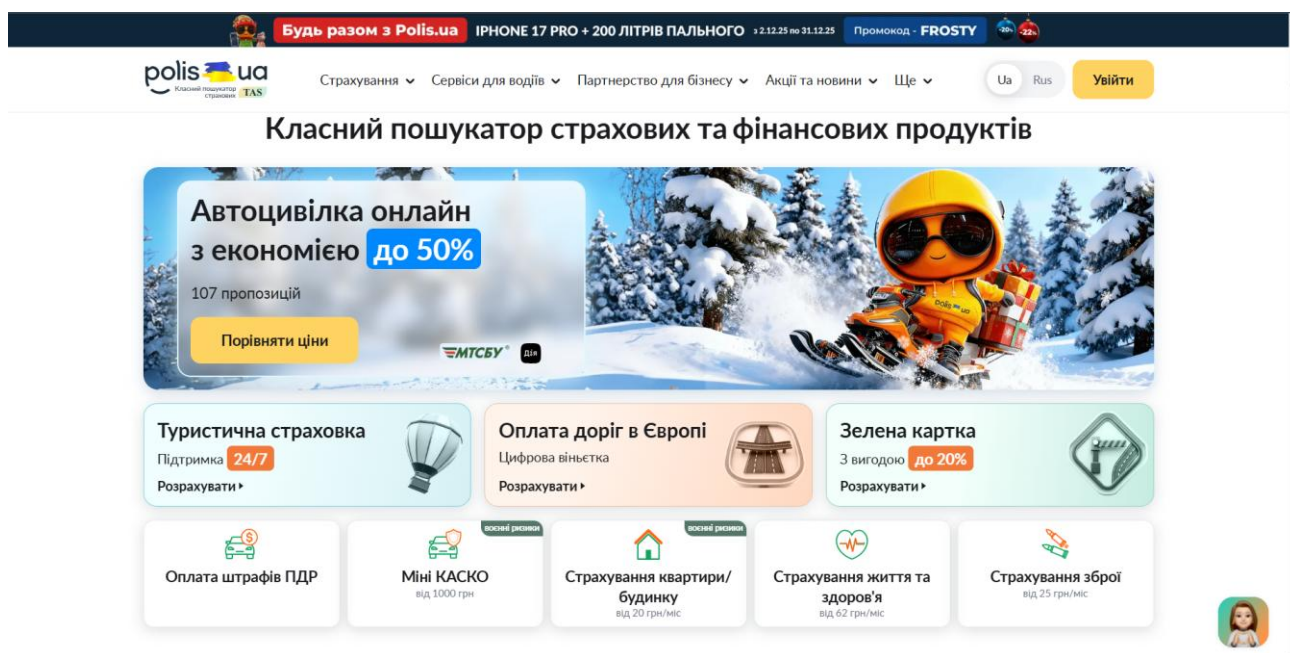 Будь разом з Polis.ua IPHONE 17 PRO + 200 ЛІТРІВ ПАЛЬНОГО з 2.12.25 по 31.12.25 Промокод - FROSTY -20% -22%
polis ua
Класний пошукатор страхових TAS
Страхування Сервіси для водіїв Партнерство для бізнесу Акції та новини Ще Ua Rus Увійти
Класний пошукатор страхових та фінансових продуктів
Автоцивілка онлайн
з економією до 50%
107 пропозицій
Порівняти ціни
МТСБУ Дія
polis ua
Туристична страховка
Підтримка 24/7
Розрахувати
Оплата доріг в Європі
Цифрова віньєтка
Розрахувати
Зелена картка
З вигодою до 20%
Розрахувати
Оплата штрафів ПДР
воєнні ризики
Міні КАСКО
від 1000 грн
воєнні ризики
Страхування квартири/
будинку
від 20 грн/міс
Страхування життя та
здоров'я
від 62 грн/міс
Страхування зброї
від 25 грн/міс